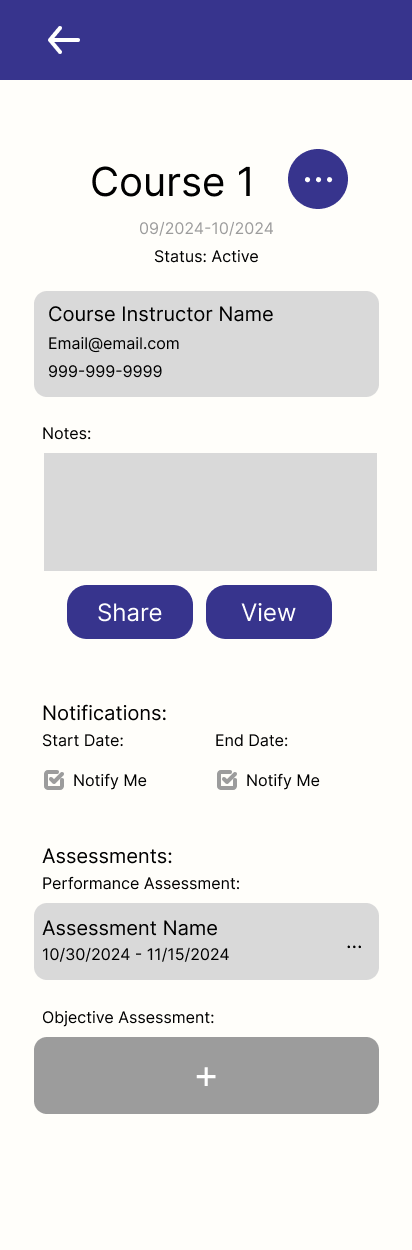 Course 1
...
09/2024-10/2024
Status: Active
Course Instructor Name
Email@email.com
999-999-9999
Notes:
Share View
Notifications:
Start Date: End Date:
Notify Me Notify Me
Assessments:
Performance Assessment:
Assessment Name
10/30/2024 - 11/15/2024
...
Objective Assessment:
+